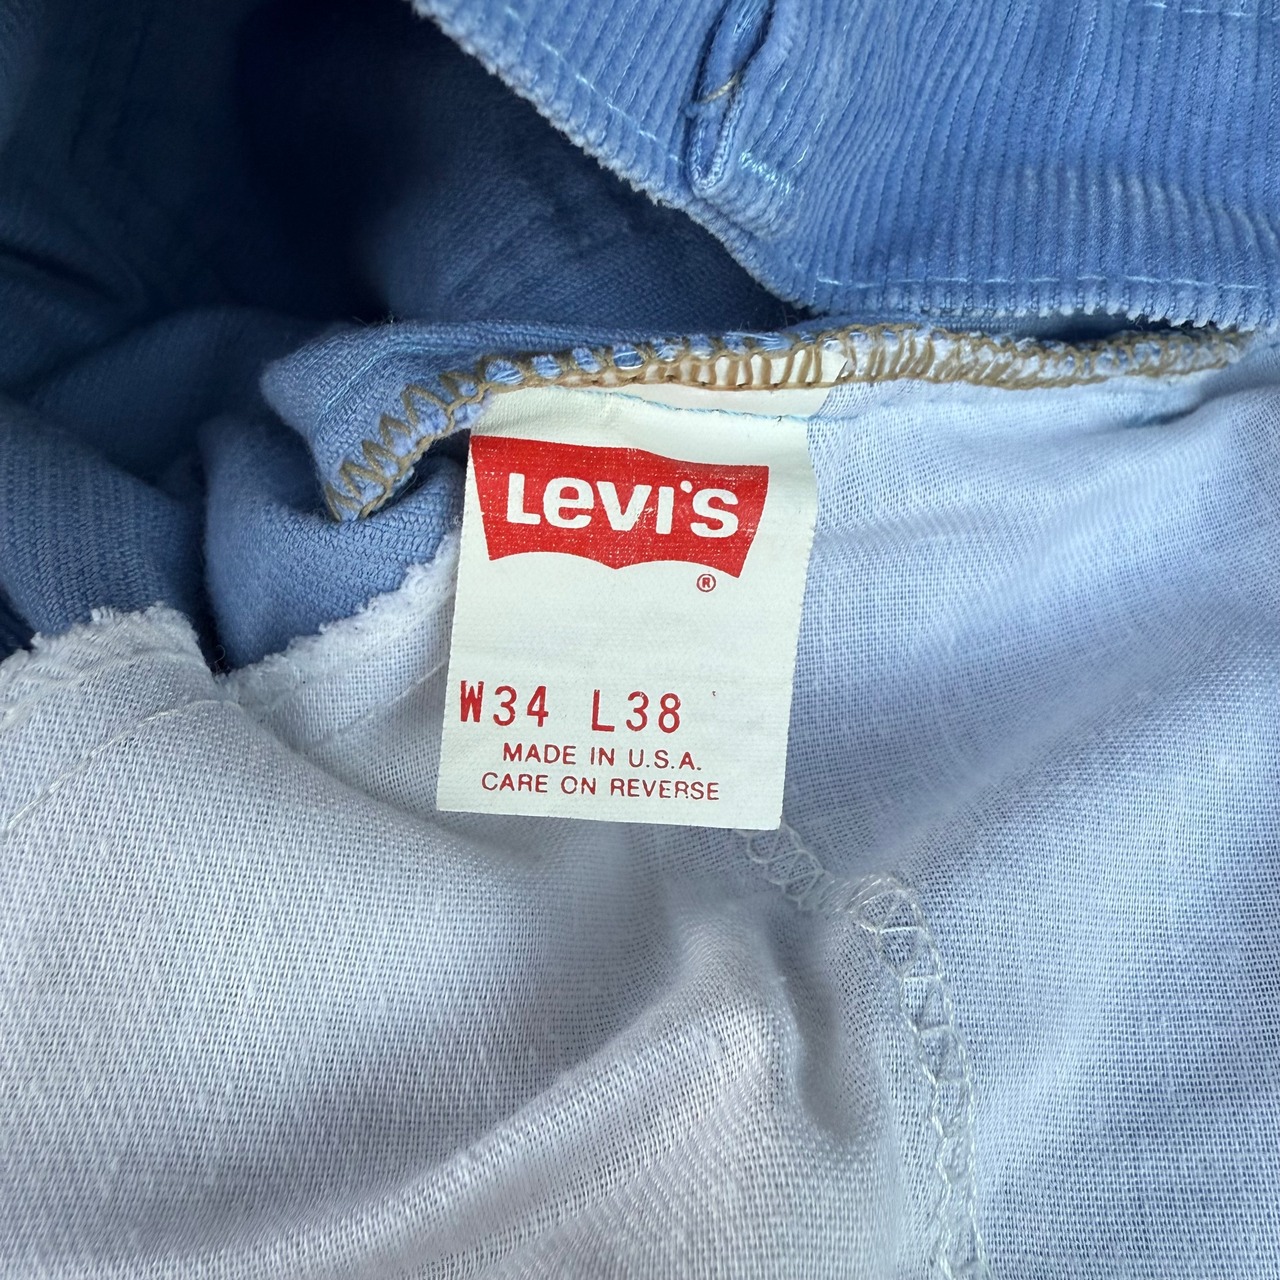 Levi's
®
W34 L38
MADE IN U.S.A.
CARE ON REVERSE